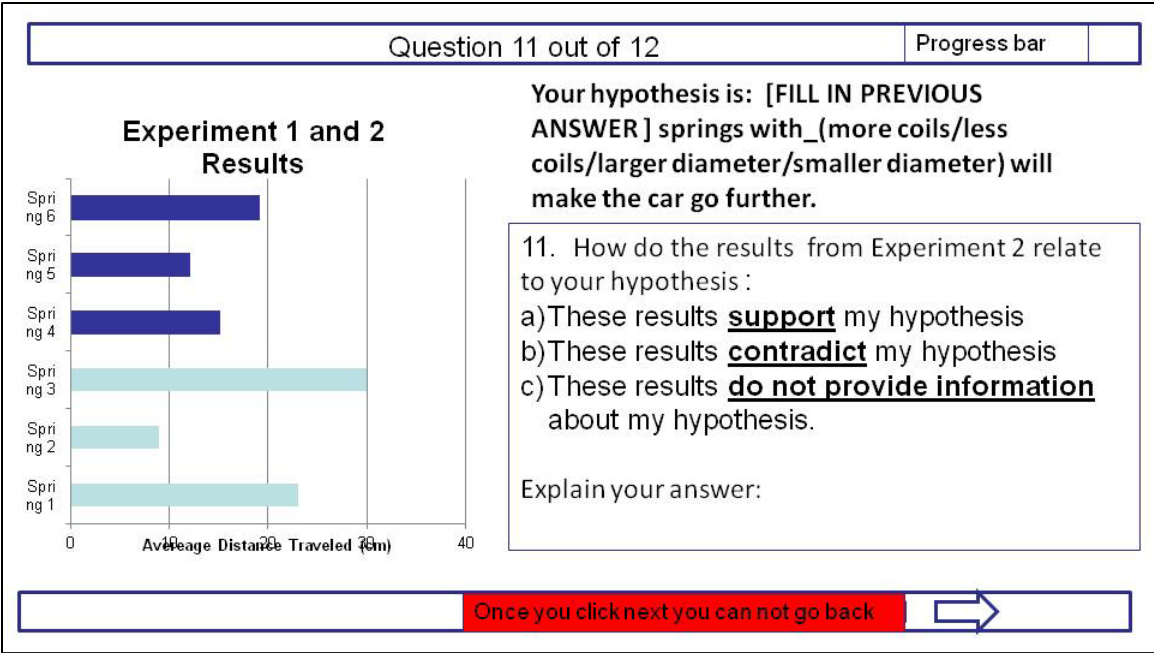 Question 11 out of 12
Progress bar
Your hypothesis is: [FILL IN PREVIOUS
ANSWER] springs with_(more coils/less
coils/larger diameter/smaller diameter) will
make the car go further.
Experiment 1 and 2
Results
Spri
ng 6
Spri
ng 5
Spri
ng 4
Spri
ng 3
Spri
ng 2
Spri
ng 1
0 10 20 30 40
Avereage Distance Traveled (cm)
11. How do the results from Experiment 2 relate
to your hypothesis :
a)These results support my hypothesis
b)These results contradict my hypothesis
c)These results do not provide information
about my hypothesis.
Explain your answer:
Once you click next you can not go back